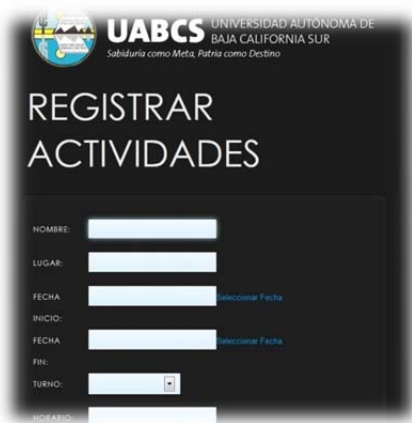 UABCS UNIVERSIDAD AUTÓNOMA DE
BAJA CALIFORNIA SUR
Sabiduría como Meta, Patria como Destino
REGISTRAR
ACTIVIDADES
NOMBRE:
LUGAR:
FECHA
INICIO:
Seleccionar Fecha
FECHA
FIN:
Seleccionar Fecha
TURNO:
HORARIO: